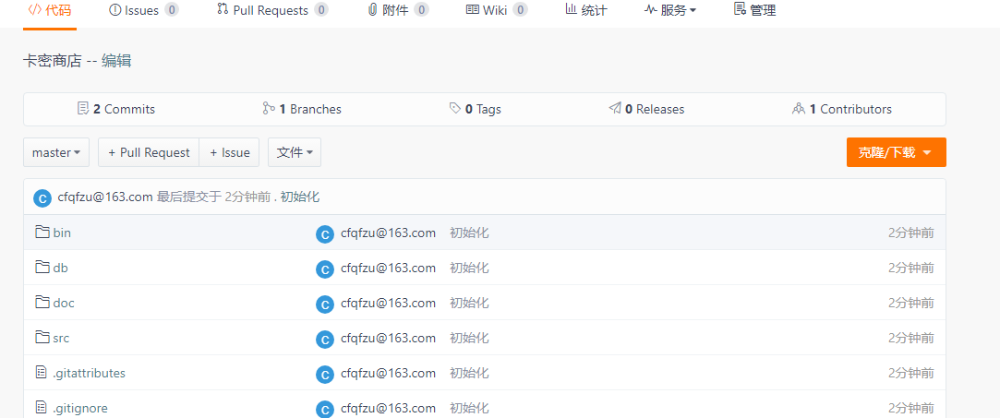 代码 Issues 0 Pull Requests 0 附件 0 Wiki 0 统计 服务 管理
卡密商店 -- 编辑
2 Commits 1 Branches 0 Tags 0 Releases 1 Contributors
master + Pull Request + Issue 文件 克隆/下载
C cfqfzu@163.com 最后提交于 2分钟前 . 初始化
bin C cfqfzu@163.com 初始化 2分钟前
db C cfqfzu@163.com 初始化 2分钟前
doc C cfqfzu@163.com 初始化 2分钟前
src C cfqfzu@163.com 初始化 2分钟前
.gitattributes C cfqfzu@163.com 初始化 2分钟前
.gitignore C cfqfzu@163.com 初始化 2分钟前